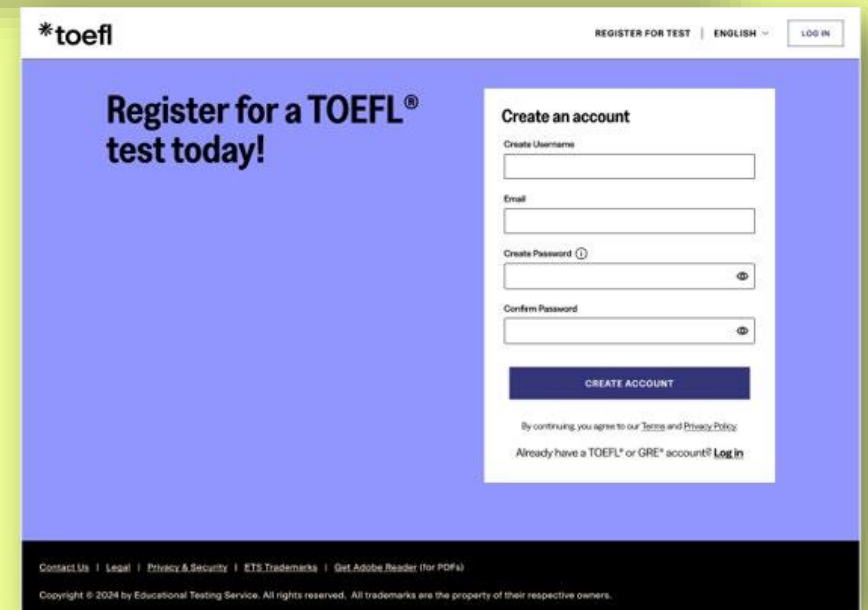 *toefl
REGISTER FOR TEST | ENGLISH
LOG IN
Register for a TOEFL®
test today!
Create an account
Create Username
Email
Create Password
Confirm Password
CREATE ACCOUNT
By continuing, you agree to our Terms and Privacy Policy.
Already have a TOEFL® or GRE® account? Log in
Contact Us | Legal | Privacy & Security | ETS Trademarks | Get Adobe Reader (for PDFs)
Copyright © 2024 by Educational Testing Service. All rights reserved. All trademarks are the property of their respective owners.